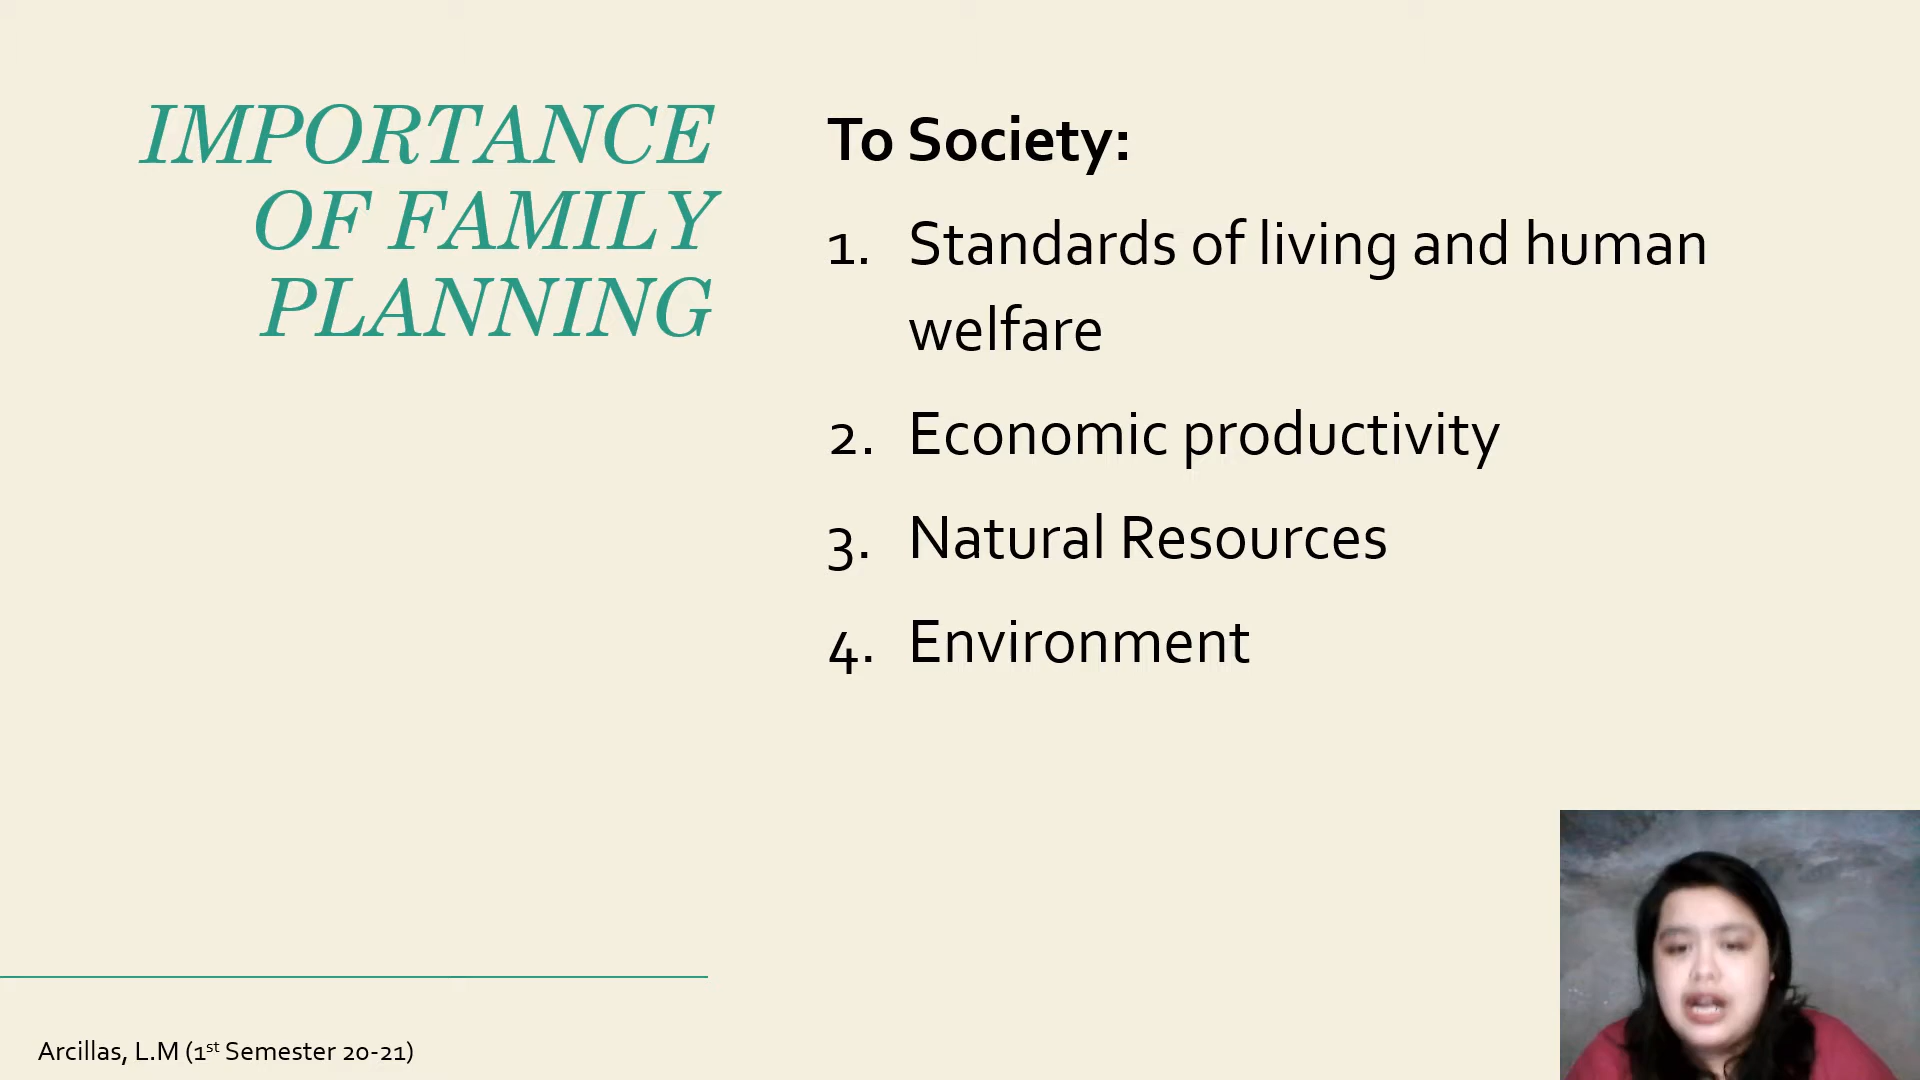 IMPORTANCE
OF FAMILY
PLANNING
To Society:
1. Standards of living and human
welfare
2. Economic productivity
3. Natural Resources
4. Environment
Arcillas, L.M (1st Semester 20-21)